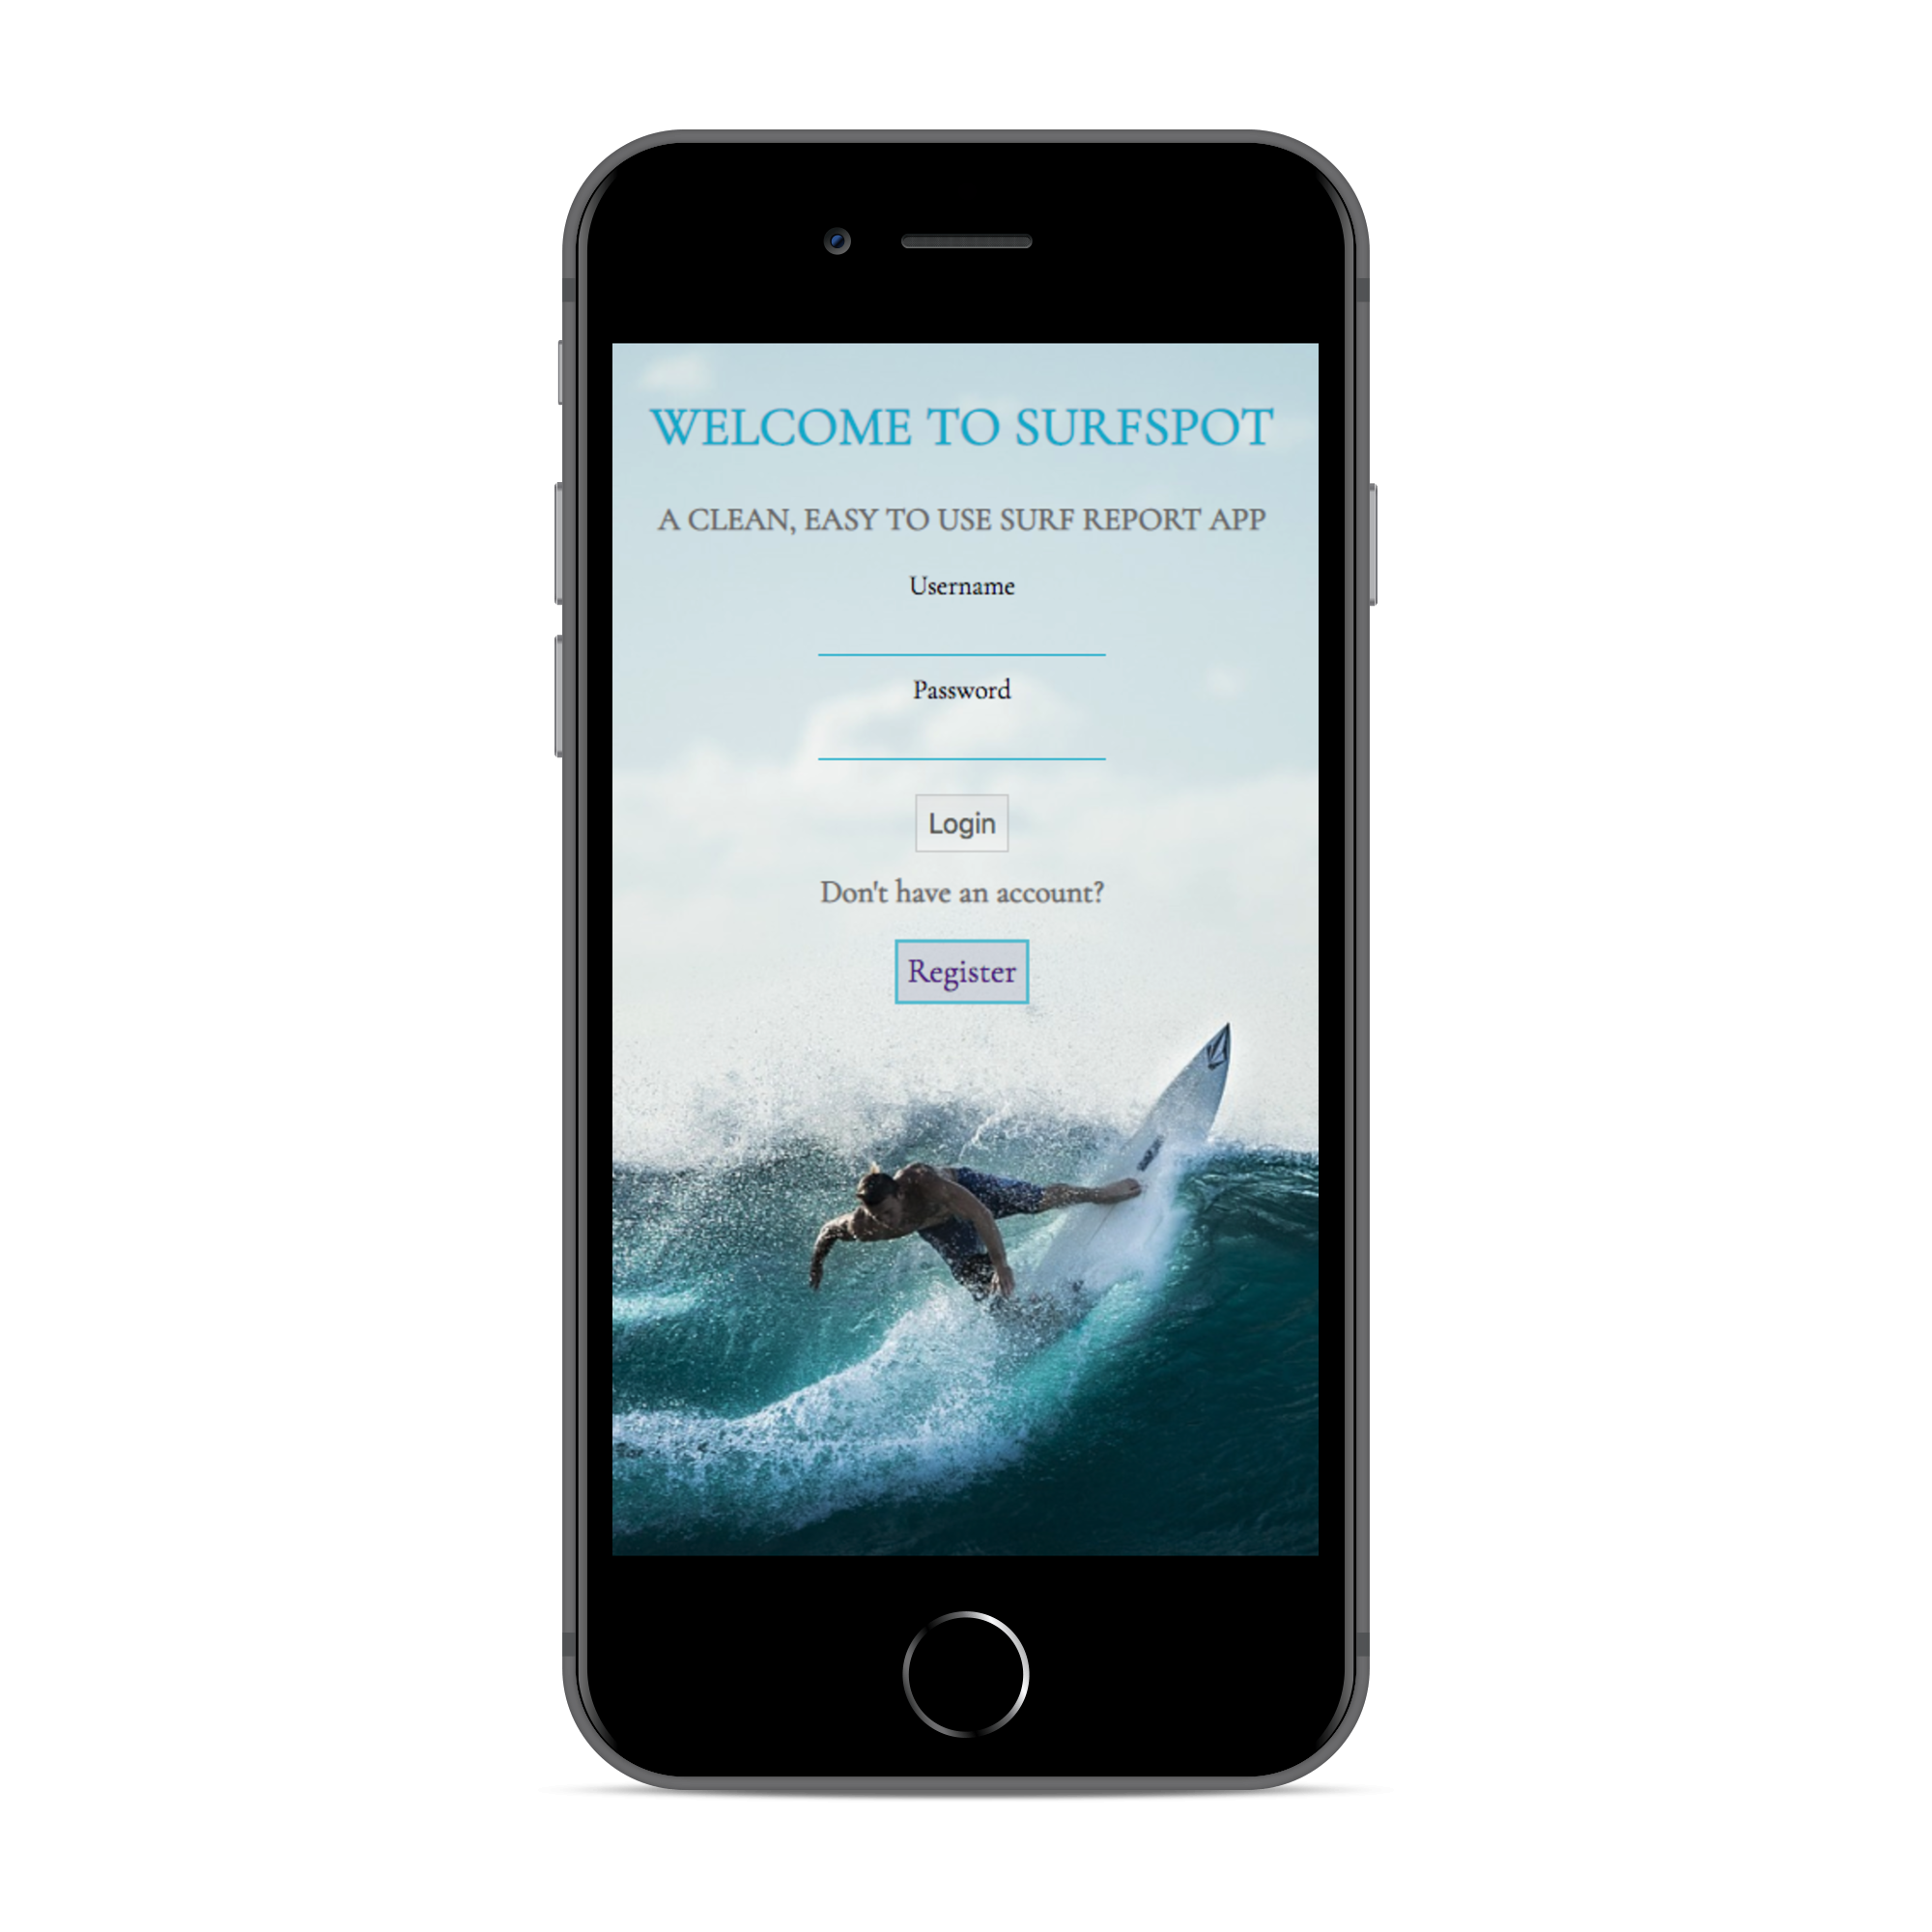 WELCOME TO SURFSPOT
A CLEAN, EASY TO USE SURF REPORT APP
Username
Password
Login
Don't have an account?
Register